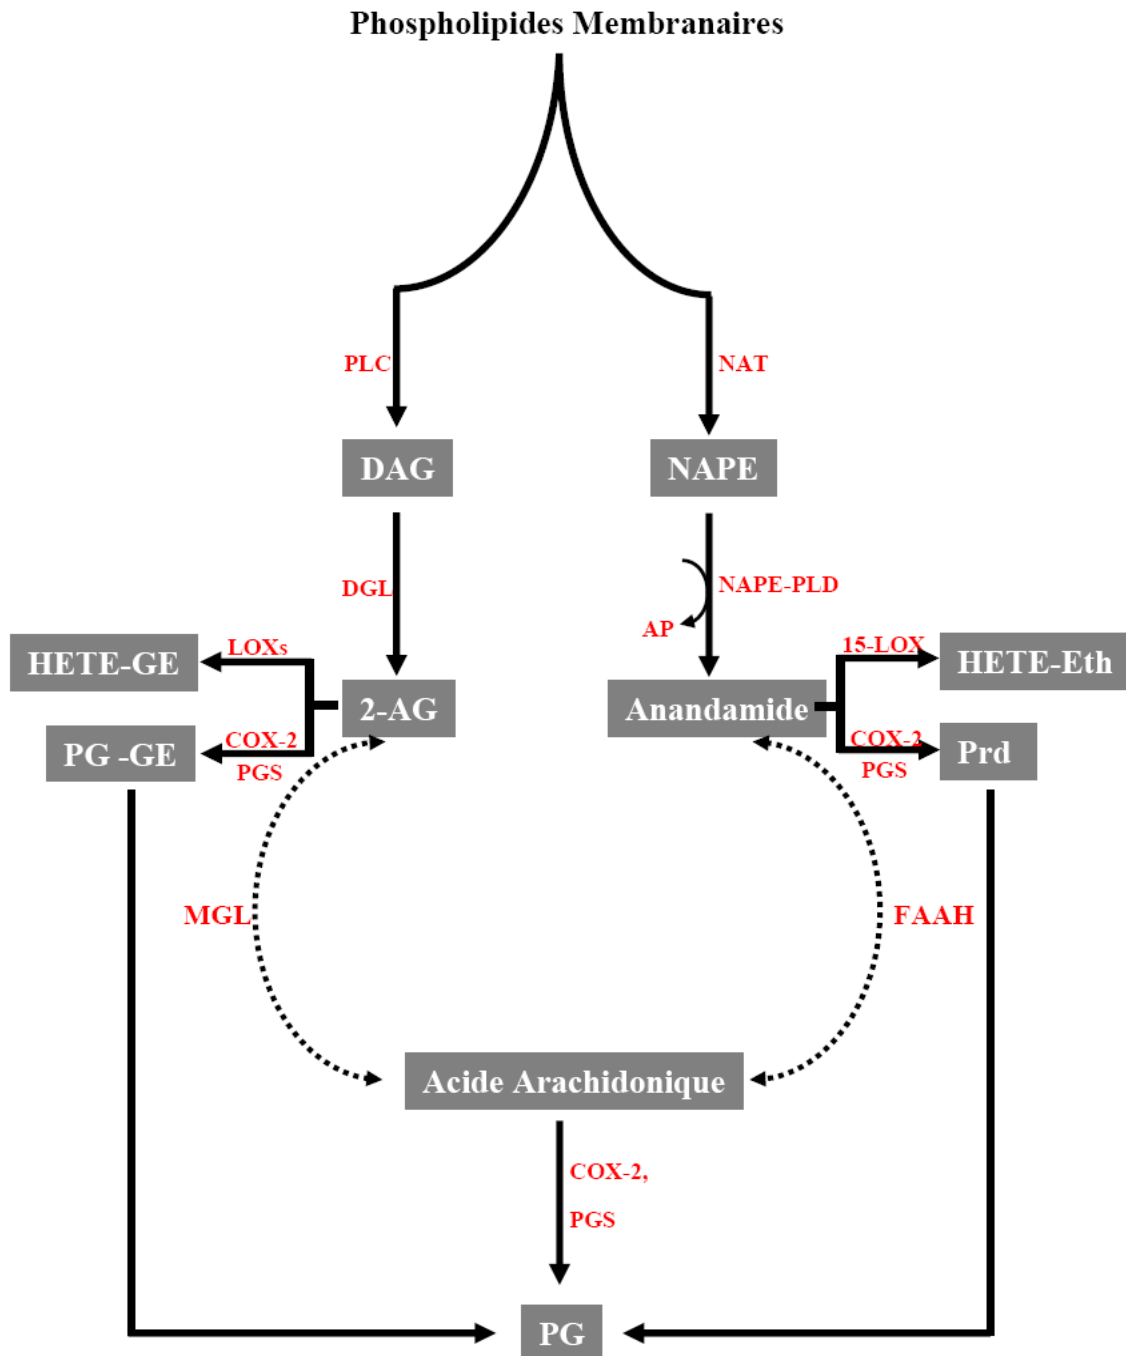 Phospholipides Membranaires
PLC
NAT
DAG
NAPE
DGL
NAPE-PLD
AP
LOXs
15-LOX
HETE-GE
HETE-Eth
2-AG
Anandamide
COX-2
COX-2
PG -GE
Prd
PGS
PGS
MGL
FAAH
Acide Arachidonique
COX-2,
PGS
PG